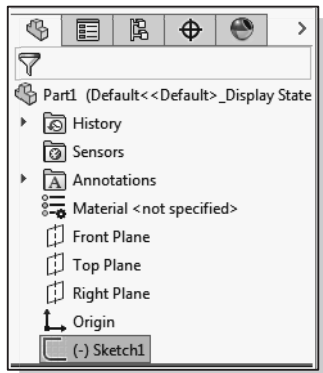 Part1 (Default<<Default>_Display State
History
Sensors
Annotations
Material <not specified>
Front Plane
Top Plane
Right Plane
Origin
(-) Sketch1